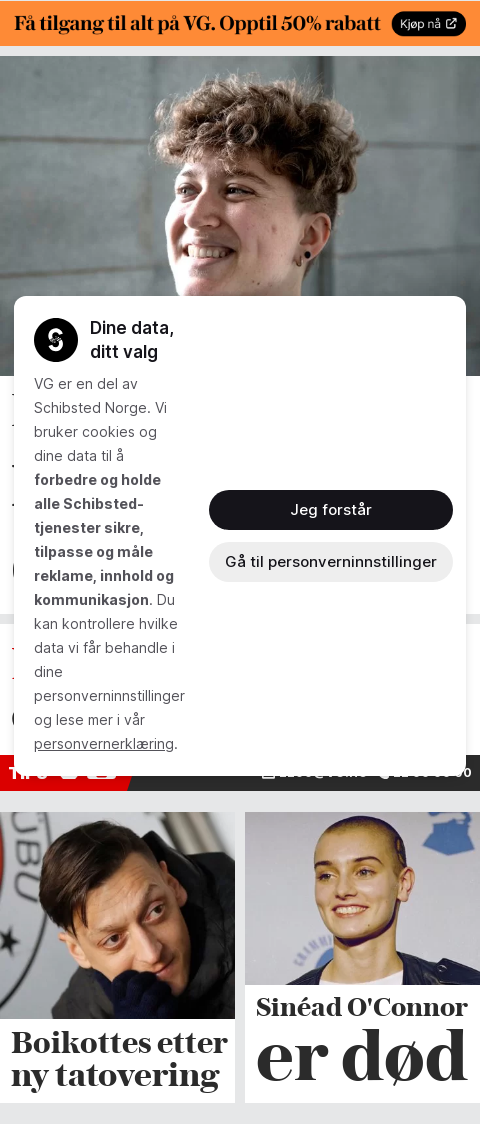 Få tilgang til alt på VG. Opptil 50% rabatt
Kjøp nå
Dine data,
ditt valg
VG er en del av
Schibsted Norge. Vi
bruker cookies og
dine data til å
forbedre og holde
alle Schibsted-
tjenester sikre,
tilpasse og måle
reklame, innhold og
kommunikasjon. Du
kan kontrollere hvilke
data vi får behandle i
dine
personverninnstillinger
og lese mer i vår
personvernerklæring.
Jeg forstår
Gå til personverninnstillinger
Boikottes etter
ny tatovering
Sinéad O'Connor
er død